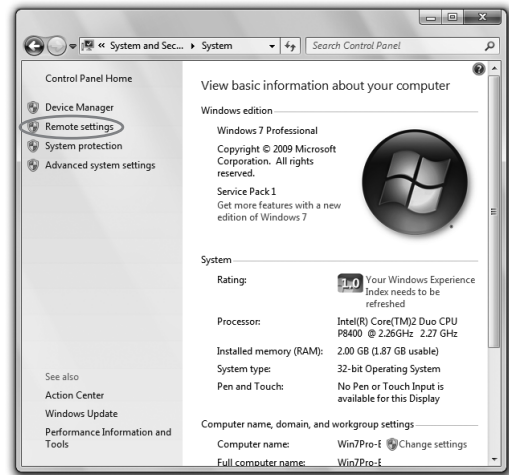 « System and Sec... ▸ System
Search Control Panel
Control Panel Home
Device Manager
Remote settings
System protection
Advanced system settings
See also
Action Center
Windows Update
Performance Information and
Tools
View basic information about your computer
Windows edition
Windows 7 Professional
Copyright © 2009 Microsoft
Corporation. All rights
reserved.
Service Pack 1
Get more features with a new
edition of Windows 7
System
Rating:
1.0 Your Windows Experience
Index needs to be
refreshed
Processor: Intel(R) Core(TM)2 Duo CPU
P8400 @ 2.26GHz 2.27 GHz
Installed memory (RAM): 2.00 GB (1.87 GB usable)
System type: 32-bit Operating System
Pen and Touch: No Pen or Touch Input is
available for this Display
Computer name, domain, and workgroup settings
Computer name: Win7Pro-E Change settings
Full computer name: Win7Pro-E